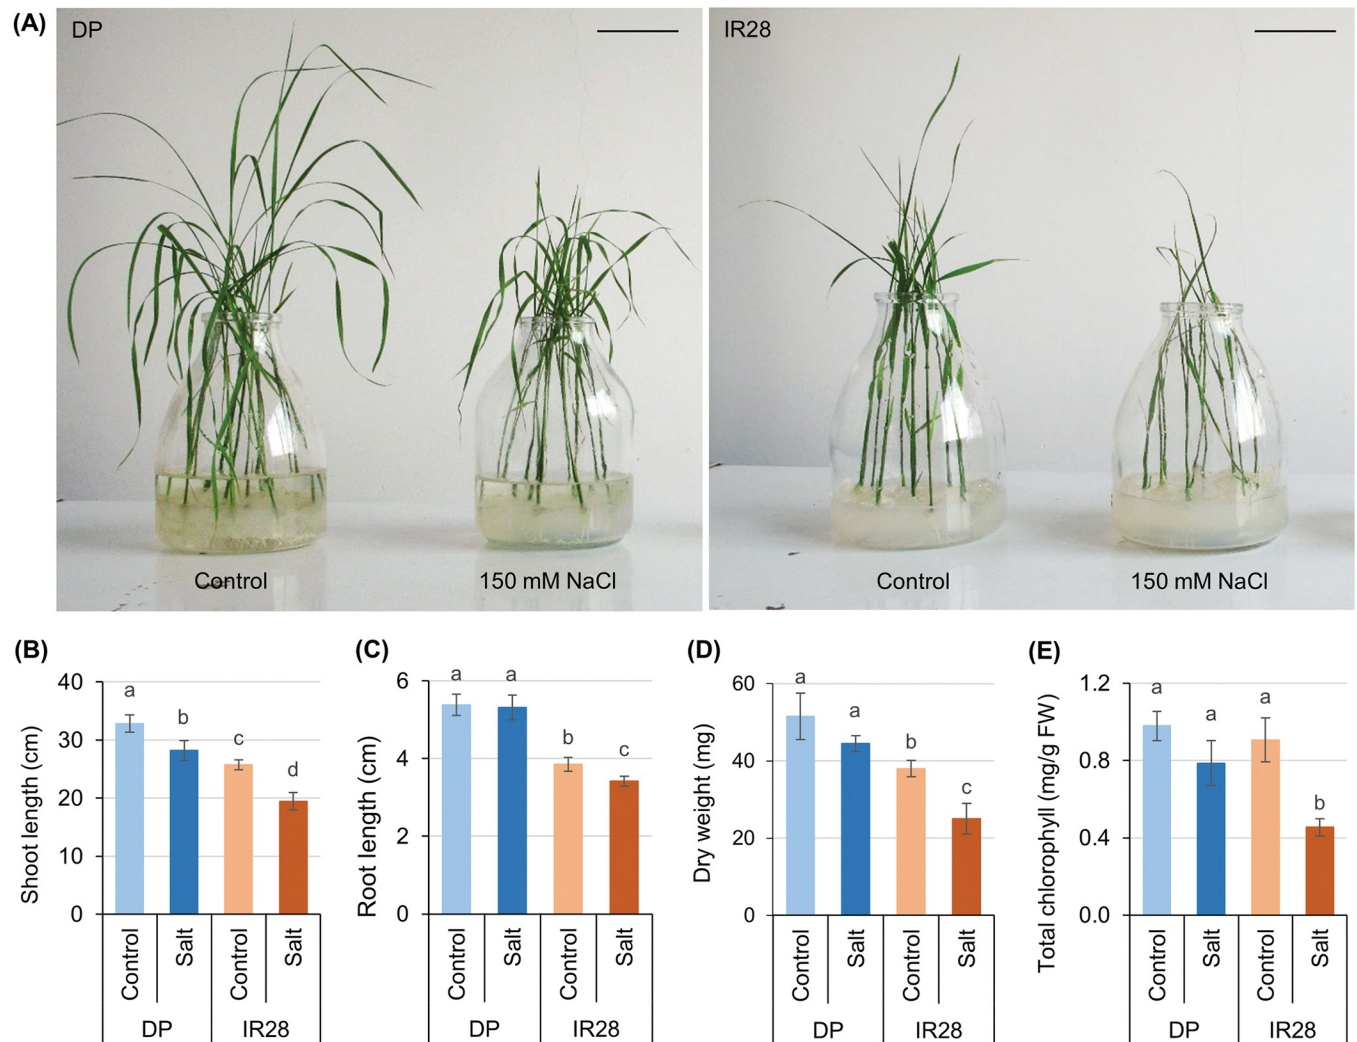 (A)
DP
IR28
Control
150 mM NaCl
Control
150 mM NaCl
(B)
Shoot length (cm)
40
30
20
10
0
a
b
c
d
Control
Salt
Control
Salt
DP
IR28
(C)
Root length (cm)
6
4
2
0
a
a
b
c
Control
Salt
Control
Salt
DP
IR28
(D)
Dry weight (mg)
60
40
20
0
a
a
b
c
Control
Salt
Control
Salt
DP
IR28
(E)
Total chlorophyll (mg/g FW)
1.2
0.8
0.4
0.0
a
a
a
b
Control
Salt
Control
Salt
DP
IR28